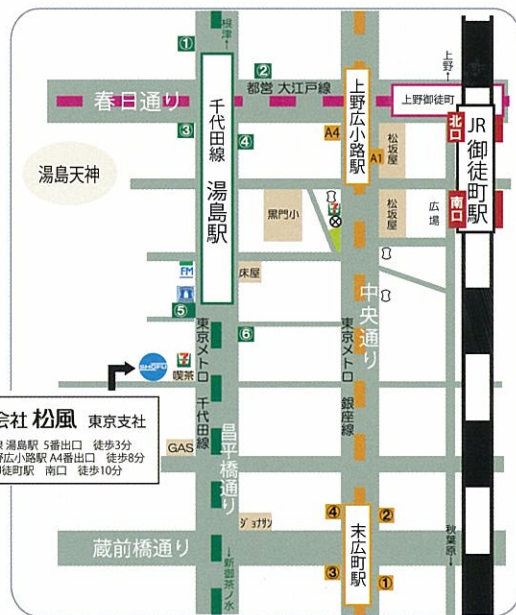 根津→
①
②
都営 大江戸線
春日通り
上野→
上野御徒町
千代田線 湯島駅
上野広小路駅
JR 御徒町駅
北口
③
④
A4
A1
松坂屋
湯島天神
黒門小
松坂屋
広場
南口
FM
床屋
⑤
中央通り
⑥
東京メトロ 千代田線
東京メトロ 銀座線
SHOFU
喫茶
会社 松風 東京支社
湯島駅 5番出口 徒歩3分
広小路駅 A4番出口 徒歩8分
徒町駅 南口 徒歩10分
GAS
昌平橋通り
ジョナサン
④
②
末広町駅
蔵前橋通り
③
①
←新御茶ノ水
秋葉原→